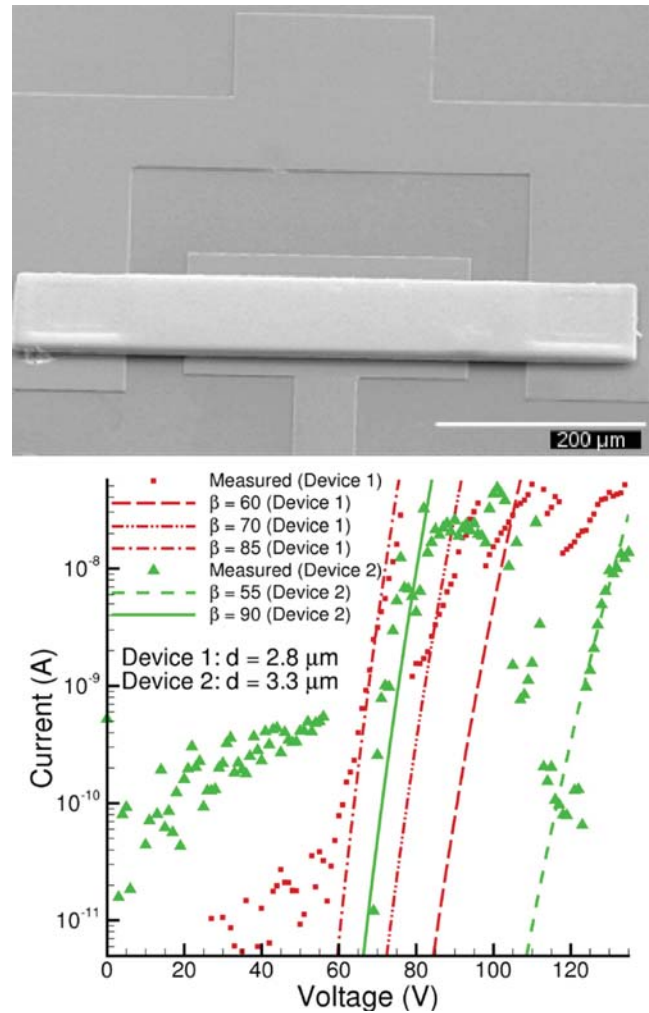 200 µm
Measured (Device 1)
β = 60 (Device 1)
β = 70 (Device 1)
β = 85 (Device 1)
Measured (Device 2)
β = 55 (Device 2)
β = 90 (Device 2)
Device 1: d = 2.8 µm
Device 2: d = 3.3 µm
10⁻⁸
10⁻⁹
10⁻¹⁰
10⁻¹¹
Current (A)
0 20 40 60 80 100 120
Voltage (V)